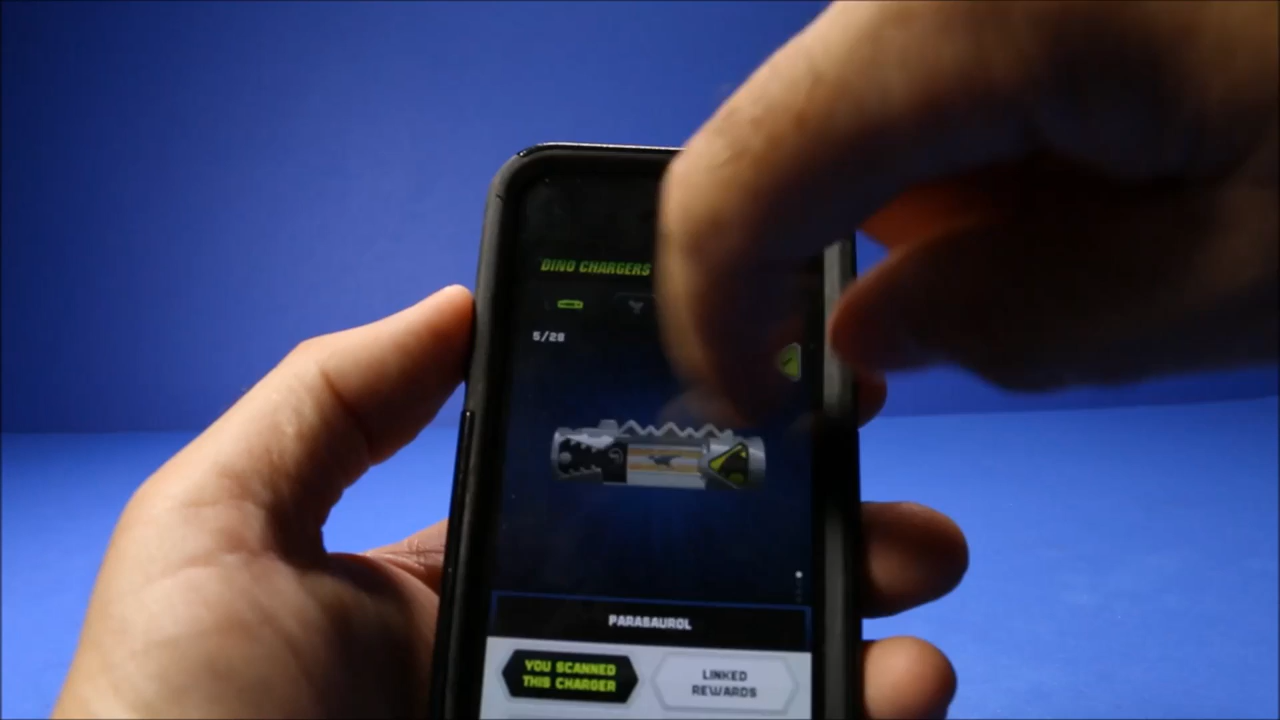 DINO CHARGERS
5/28
PARASAUROL
YOU SCANNED
THIS CHARGER
LINKED
REWARDS